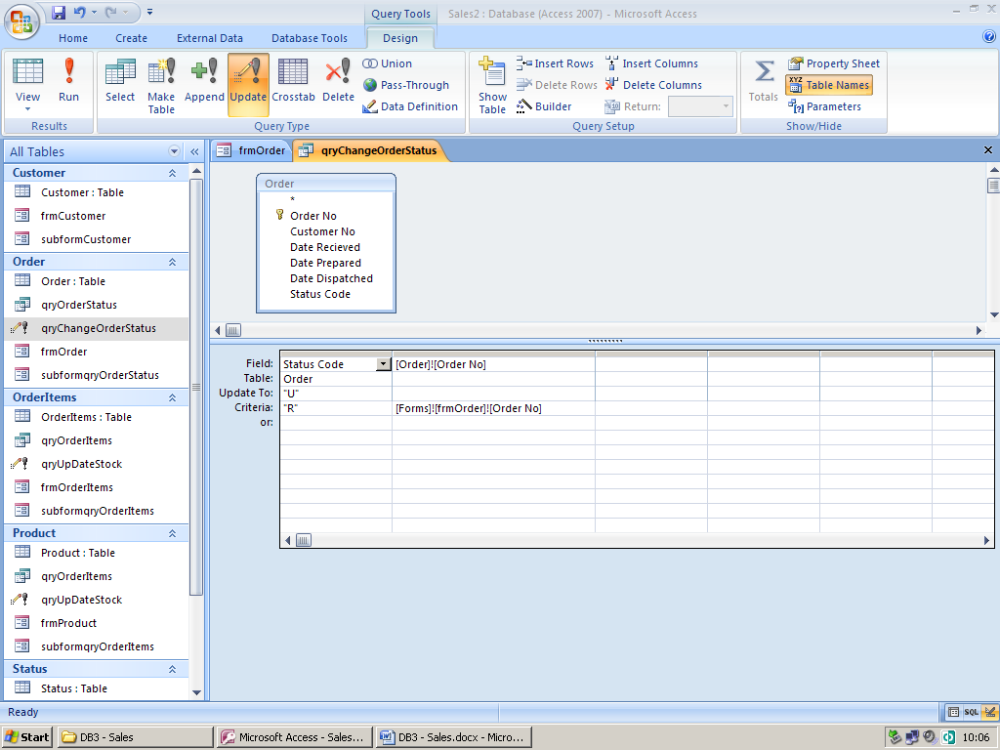 Query Tools
Sales2 : Database (Access 2007) - Microsoft Access
Home
Create
External Data
Database Tools
Design
View
Run
Results
Select
Make
Table
Append
Update
Crosstab
Delete
Union
Pass-Through
Data Definition
Query Type
Show
Table
Insert Rows
Delete Rows
Builder
Insert Columns
Delete Columns
Return:
Query Setup
Totals
Property Sheet
XYZ
Table Names
Parameters
Show/Hide
All Tables
Customer
Customer : Table
frmCustomer
subformCustomer
Order
Order : Table
qryOrderStatus
qryChangeOrderStatus
frmOrder
subformqryOrderStatus
OrderItems
OrderItems : Table
qryOrderItems
qryUpDateStock
frmOrderItems
subformqryOrderItems
Product
Product : Table
qryOrderItems
qryUpDateStock
frmProduct
subformqryOrderItems
Status
Status : Table
frmOrder
qryChangeOrderStatus
Order
*
Order No
Customer No
Date Recieved
Date Prepared
Date Dispatched
Status Code
Field: Status Code [Order]![Order No]
Table: Order
Update To: "U"
Criteria: "R" [Forms]![frmOrder]![Order No]
or:
Ready
SQL
Start
DB3 - Sales
Microsoft Access - Sales...
DB3 - Sales.docx - Micro...
10:06